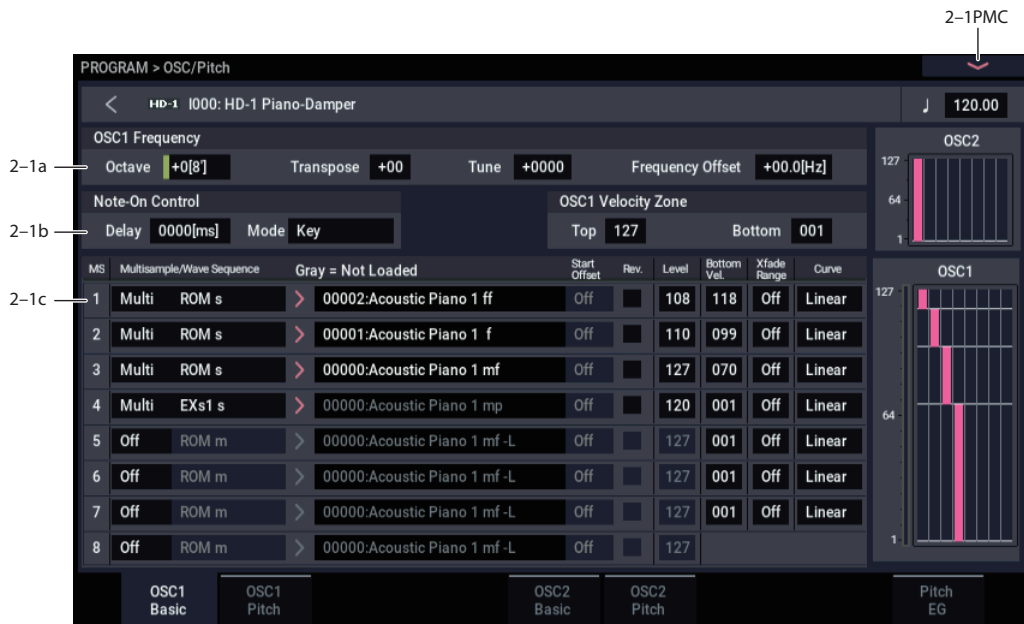 2–1PMC
PROGRAM > OSC/Pitch
HD-1 I000: HD-1 Piano-Damper
♩ 120.00
OSC1 Frequency
2–1a
Octave +0[8'] Transpose +00 Tune +0000 Frequency Offset +00.0[Hz]
Note-On Control
OSC1 Velocity Zone
2–1b
Delay 0000[ms] Mode Key
Top 127 Bottom 001
OSC2
127
64
1
MS Multisample/Wave Sequence Gray = Not Loaded Start Offset Rev. Level Bottom Vel. Xfade Range Curve
2–1c
1 Multi ROM s 00002:Acoustic Piano 1 ff Off 108 118 Off Linear
2 Multi ROM s 00001:Acoustic Piano 1 f Off 110 099 Off Linear
3 Multi ROM s 00000:Acoustic Piano 1 mf Off 127 070 Off Linear
4 Multi EXs1 s 00000:Acoustic Piano 1 mp Off 120 001 Off Linear
5 Off ROM m 00000:Acoustic Piano 1 mf -L Off 127 001 Off Linear
6 Off ROM m 00000:Acoustic Piano 1 mf -L Off 127 001 Off Linear
7 Off ROM m 00000:Acoustic Piano 1 mf -L Off 127 001 Off Linear
8 Off ROM m 00000:Acoustic Piano 1 mf -L Off 127
OSC1
127
64
1
OSC1 Basic
OSC1 Pitch
OSC2 Basic
OSC2 Pitch
Pitch EG